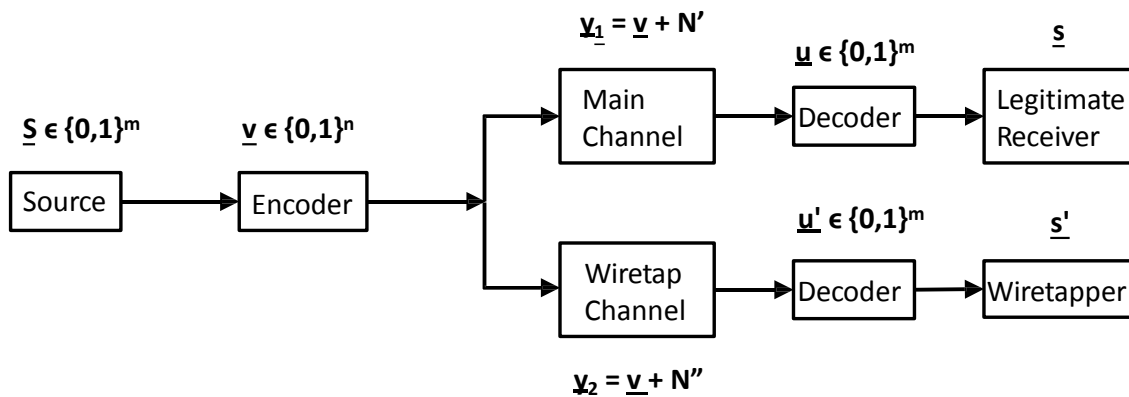 y₁ = v + N’
u ϵ {0,1}ᵐ
s
S ϵ {0,1}ᵐ
v ϵ {0,1}ⁿ
Source
Encoder
Main
Channel
Decoder
Legitimate
Receiver
u' ϵ {0,1}ᵐ
s'
Wiretap
Channel
Decoder
Wiretapper
y₂ = v + N”